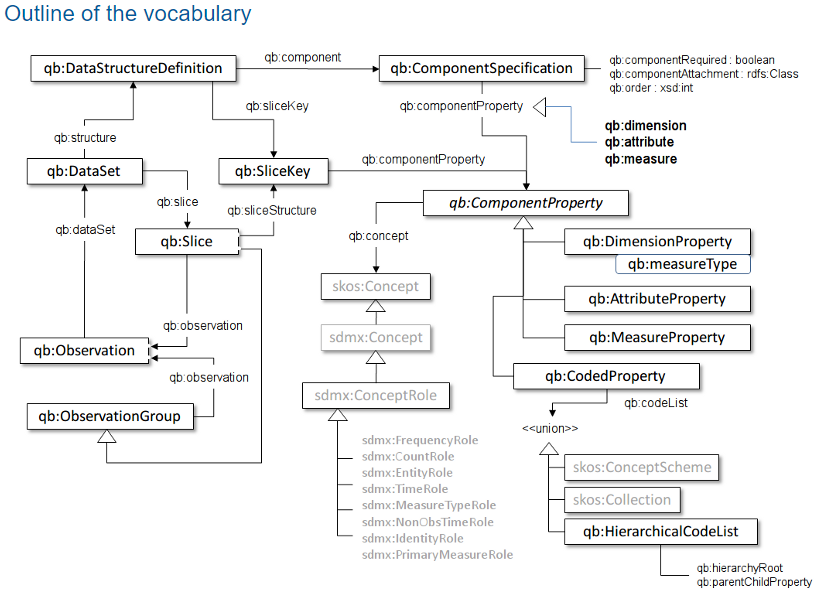 Outline of the vocabulary
qb:component
qb:DataStructureDefinition
qb:ComponentSpecification
qb:componentRequired : boolean
qb:componentAttachment : rdfs:Class
qb:order : xsd:int
qb:sliceKey
qb:componentProperty
qb:structure
qb:dimension
qb:attribute
qb:measure
qb:DataSet
qb:SliceKey
qb:componentProperty
qb:slice
qb:sliceStructure
qb:ComponentProperty
qb:dataSet
qb:Slice
qb:concept
qb:DimensionProperty
qb:measureType
skos:Concept
qb:AttributeProperty
qb:observation
sdmx:Concept
qb:MeasureProperty
qb:Observation
qb:observation
qb:CodedProperty
sdmx:ConceptRole
qb:codeList
qb:ObservationGroup
<<union>>
sdmx:FrequencyRole
sdmx:CountRole
sdmx:EntityRole
sdmx:TimeRole
sdmx:MeasureTypeRole
sdmx:NonObsTimeRole
sdmx:IdentityRole
sdmx:PrimaryMeasureRole
skos:ConceptScheme
skos:Collection
qb:HierarchicalCodeList
qb:hierarchyRoot
qb:parentChildProperty